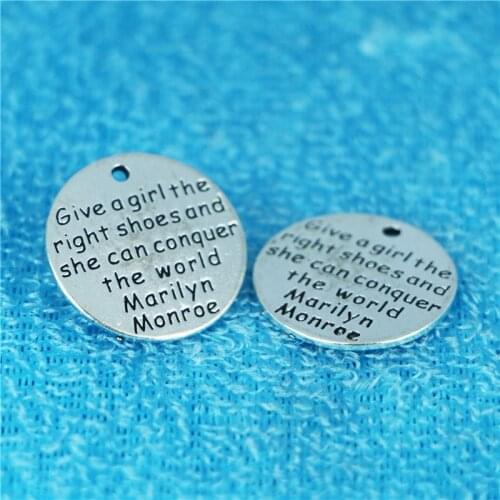 Give a girl the
right shoes and
she can conquer
the world
Marilyn
Monroe
Give a girl the
right shoes and
she can conquer
the world
Marilyn
Monroe